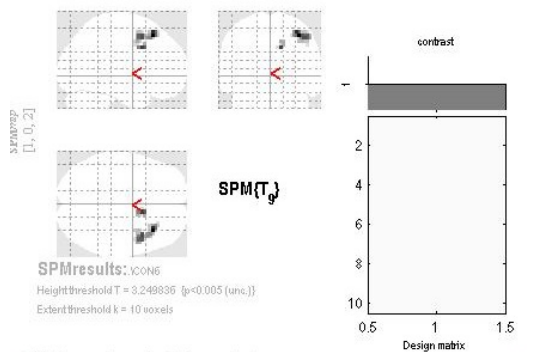 contrast
1
SPMmip
[1, 0, 2]
<
<
<
SPM{T9}
SPMresults: .\CON6
Height threshold T = 3.249836 {p<0.005 (unc.)}
Extent threshold k = 10 voxels
2
4
6
8
10
0.5 1 1.5
Design matrix